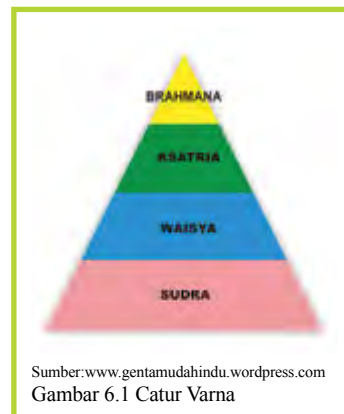 BRAHMANA
KSATRIA
WAISYA
SUDRA
Sumber:www.gentamudahindu.wordpress.com
Gambar 6.1 Catur Varna